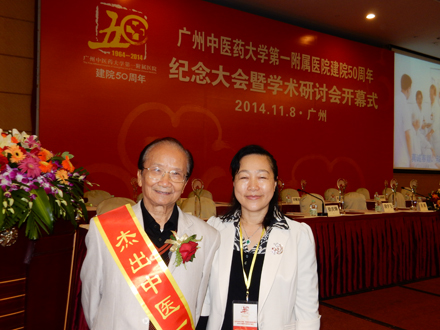 1964-2014
广州中医药大学第一附属医院
建院50周年
广州中医药大学第一附属医院建院50周年
纪念大会暨学术研讨会开幕式
2014.11.8·广州
杰出中医